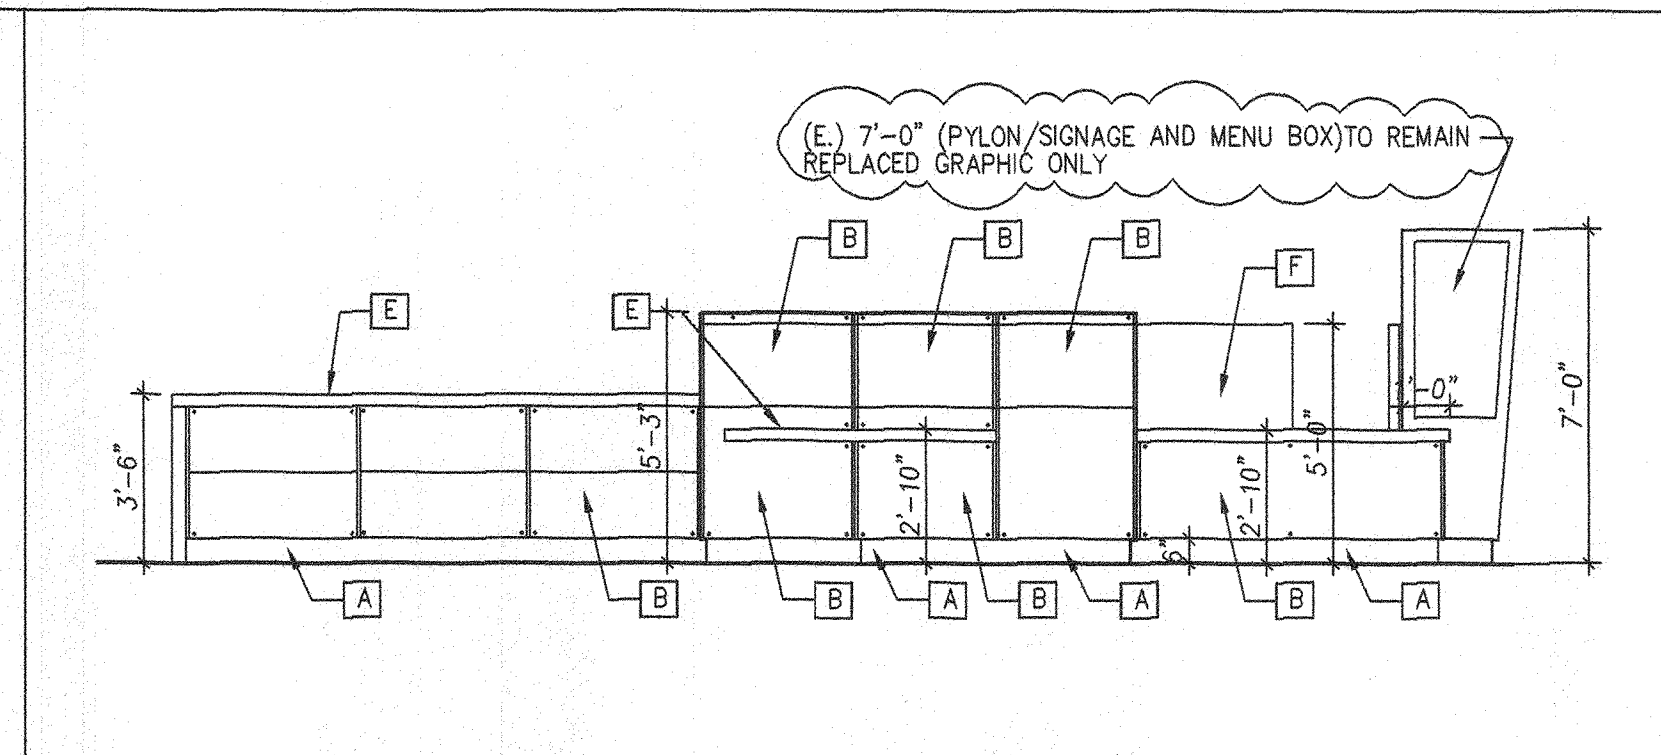 (E.) 7'-0" (PYLON/SIGNAGE AND MENU BOX)TO REMAIN
REPLACED GRAPHIC ONLY
B B B
F
E E
7'-0"
'-0"
3'-6"
5'-3"
2'-10"
2'-10"
5'-0"
6"
A B B A B A B A